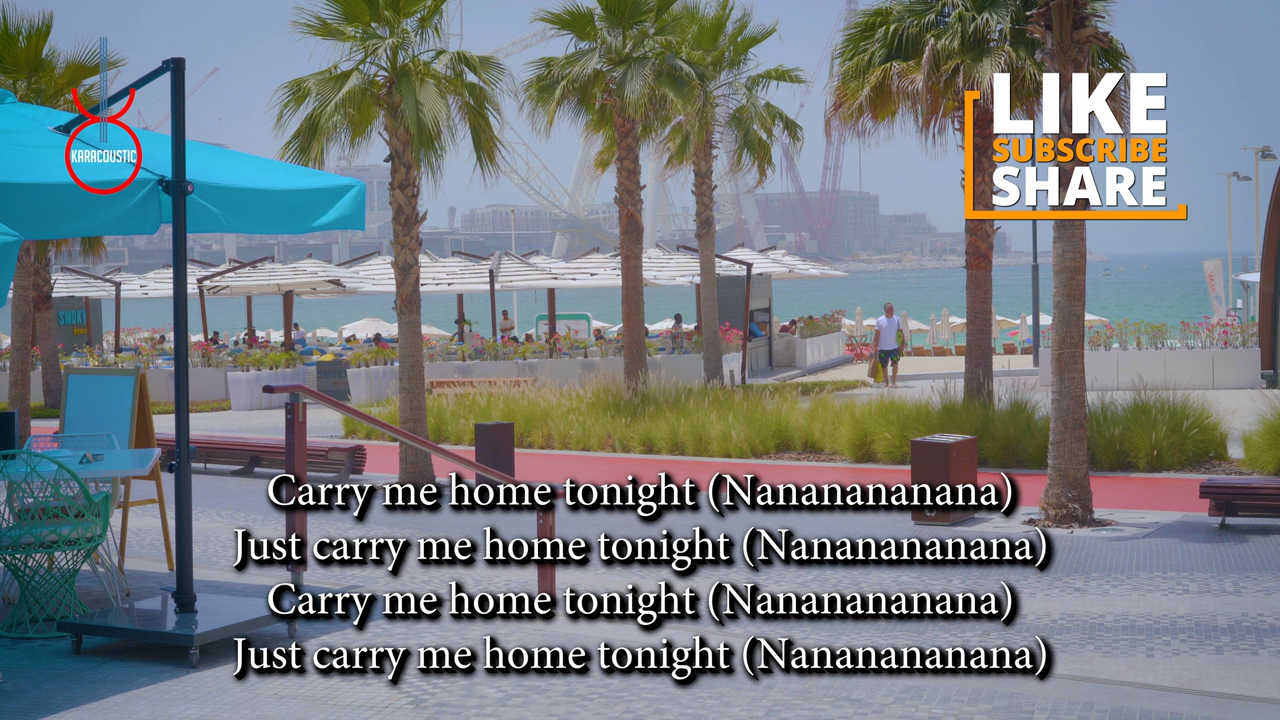 KARACOUSTIC
LIKE
SUBSCRIBE
SHARE
SMOKY
Carry me home tonight (Nanananananana)
Just carry me home tonight (Nanananananana)
Carry me home tonight (Nanananananana)
Just carry me home tonight (Nanananananana)